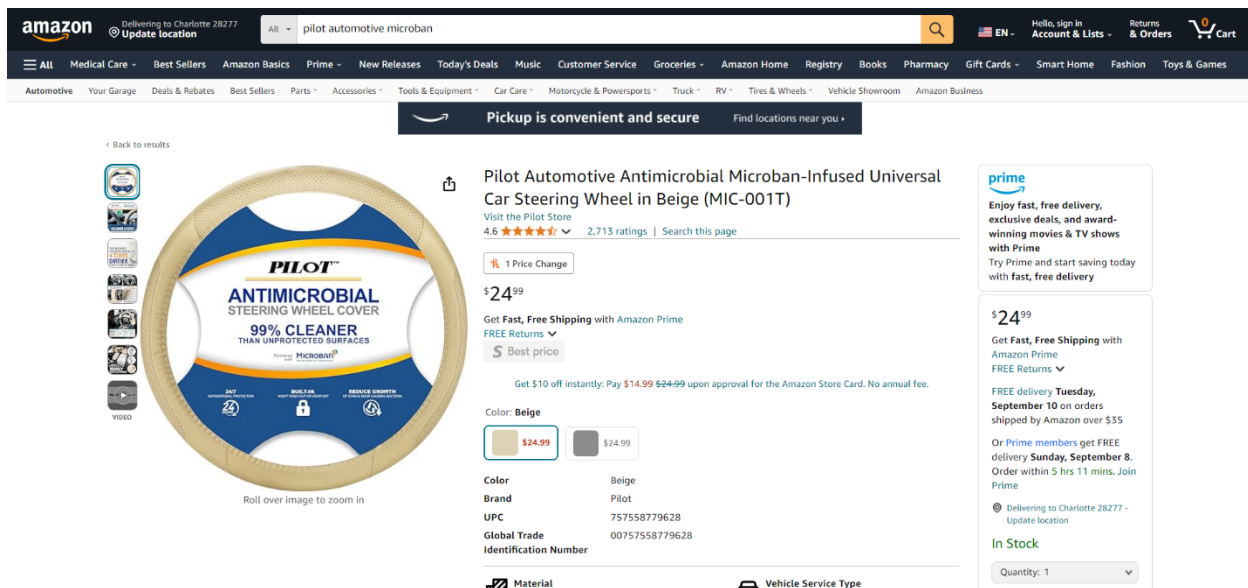 amazon
Delivering to Charlotte 28277
Update location
All
pilot automotive microban
EN
Hello, sign in
Account & Lists
Returns
& Orders
0
Cart
All
Medical Care
Best Sellers
Amazon Basics
Prime
New Releases
Today's Deals
Music
Customer Service
Groceries
Amazon Home
Registry
Books
Pharmacy
Gift Cards
Smart Home
Fashion
Toys & Games
Automotive
Your Garage
Deals & Rebates
Best Sellers
Parts
Accessories
Tools & Equipment
Car Care
Motorcycle & Powersports
Truck
RV
Tires & Wheels
Vehicle Showroom
Amazon Business
Pickup is convenient and secure
Find locations near you ›
‹ Back to results
VIDEO
PILOT™
ANTIMICROBIAL
STEERING WHEEL COVER
99% CLEANER
THAN UNPROTECTED SURFACES
MICROBAN
24/7
BUILT-IN
REDUCE GROWTH
24
Roll over image to zoom in
Pilot Automotive Antimicrobial Microban-Infused Universal
Car Steering Wheel in Beige (MIC-001T)
Visit the Pilot Store
4.6
2,713 ratings | Search this page
1 Price Change
$24⁹⁹
Get Fast, Free Shipping with Amazon Prime
FREE Returns
S Best price
Get $10 off instantly: Pay $14.99 $24.99 upon approval for the Amazon Store Card. No annual fee.
Color: Beige
$24.99
$24.99
Color Beige
Brand Pilot
UPC 757558779628
Global Trade 00757558779628
Identification Number
Material
Vehicle Service Type
prime
Enjoy fast, free delivery,
exclusive deals, and award-
winning movies & TV shows
with Prime
Try Prime and start saving today
with fast, free delivery
$24⁹⁹
Get Fast, Free Shipping with
Amazon Prime
FREE Returns
FREE delivery Tuesday,
September 10 on orders
shipped by Amazon over $35
Or Prime members get FREE
delivery Sunday, September 8.
Order within 5 hrs 11 mins. Join
Prime
Delivering to Charlotte 28277 -
Update location
In Stock
Quantity: 1